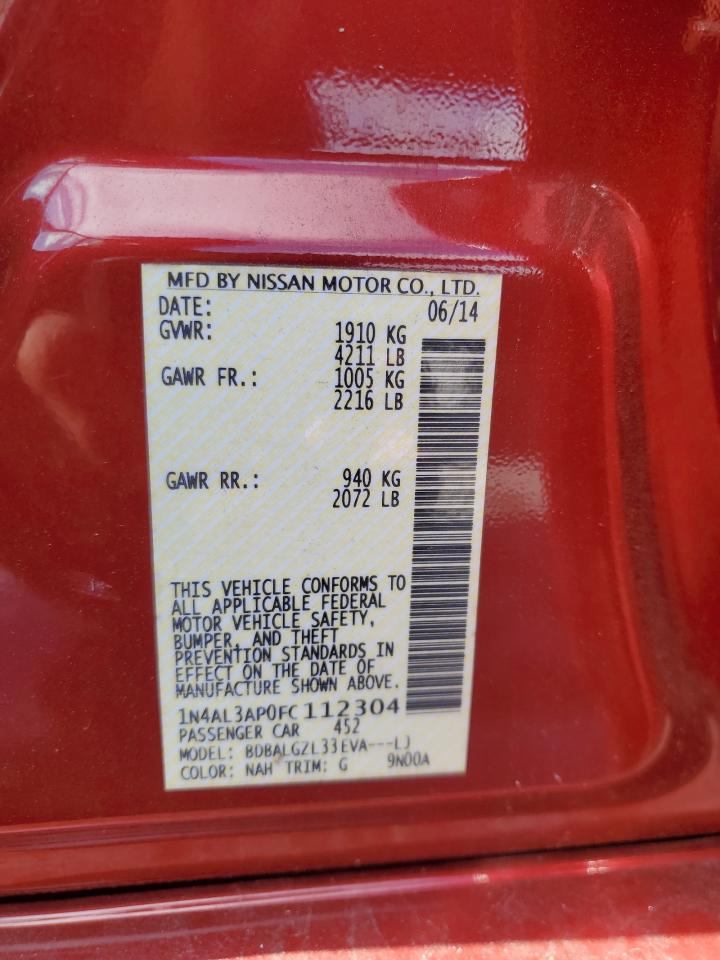 MFD BY NISSAN MOTOR CO., LTD.
DATE: 06/14
GVWR: 1910 KG
4211 LB
GAWR FR.: 1005 KG
2216 LB
GAWR RR.: 940 KG
2072 LB
THIS VEHICLE CONFORMS TO
ALL APPLICABLE FEDERAL
MOTOR VEHICLE SAFETY,
BUMPER, AND THEFT
PREVENTION STANDARDS IN
EFFECT ON THE DATE OF
MANUFACTURE SHOWN ABOVE.
1N4AL3AP0FC112304
PASSENGER CAR 452
MODEL: BDBALGZL33EVA---LJ
COLOR: NAH TRIM: G 9N00A